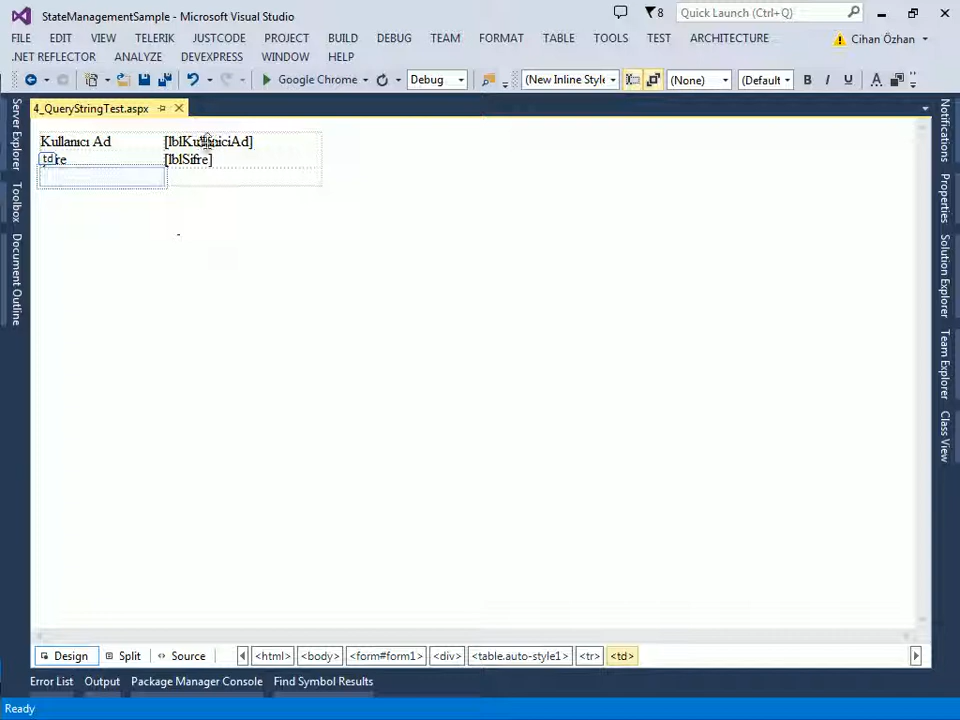 StateManagementSample - Microsoft Visual Studio
8
Quick Launch (Ctrl+Q)
FILE EDIT VIEW TELERIK JUSTCODE PROJECT BUILD DEBUG TEAM FORMAT TABLE TOOLS TEST ARCHITECTURE
Cihan Özhan
.NET REFLECTOR DEVEXPRESS ANALYZE WINDOW HELP
Google Chrome
Debug
(New Inline Style
(None)
(Default
B I U A
4_QueryStringTest.aspx
Server Explorer
Toolbox
Document Outline
Kullanıcı Ad [lblKullaniciAd]
td
re [lblSifre]
Notifications
Properties
Solution Explorer
Team Explorer
Class View
Design Split Source
<html> <body> <form#form1> <div> <table.auto-style1> <tr> <td>
Error List Output Package Manager Console Find Symbol Results
Ready